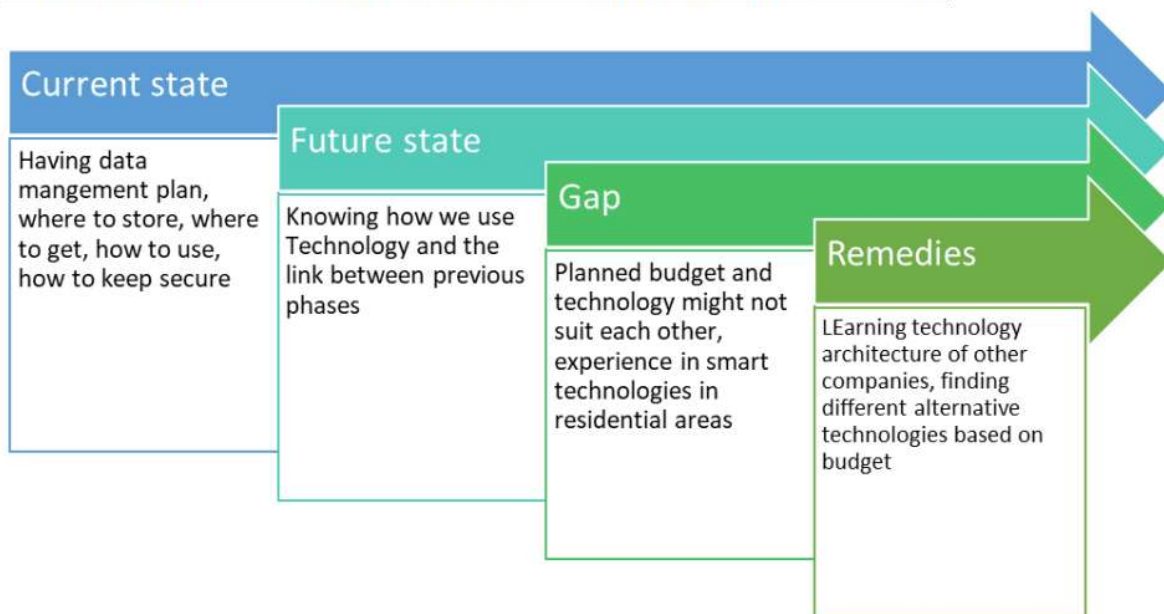 Current state
Having data
mangement plan,
where to store, where
to get, how to use,
how to keep secure
Future state
Knowing how we use
Technology and the
link between previous
phases
Gap
Planned budget and
technology might not
suit each other,
experience in smart
technologies in
residential areas
Remedies
LEarning technology
architecture of other
companies, finding
different alternative
technologies based on
budget